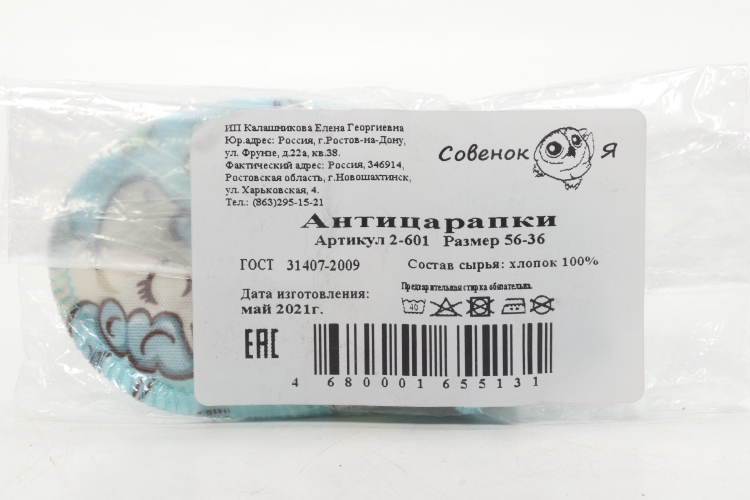 ИП Калашникова Елена Георгиевна
Юр.адрес: Россия, г.Ростов-на-Дону,
ул. Фрунзе, д.22а, кв.38.
Фактический адрес: Россия, 346914,
Ростовская область, г.Новошахтинск,
ул. Харьковская, 4.
Тел.: (863)295-15-21
Совенок Я
Антицарапки
Артикул 2-601 Размер 56-36
ГОСТ 31407-2009 Состав сырья: хлопок 100%
Предварительная стирка обязательна.
Дата изготовления:
май 2021г.
40
EAC
4 680001 655131